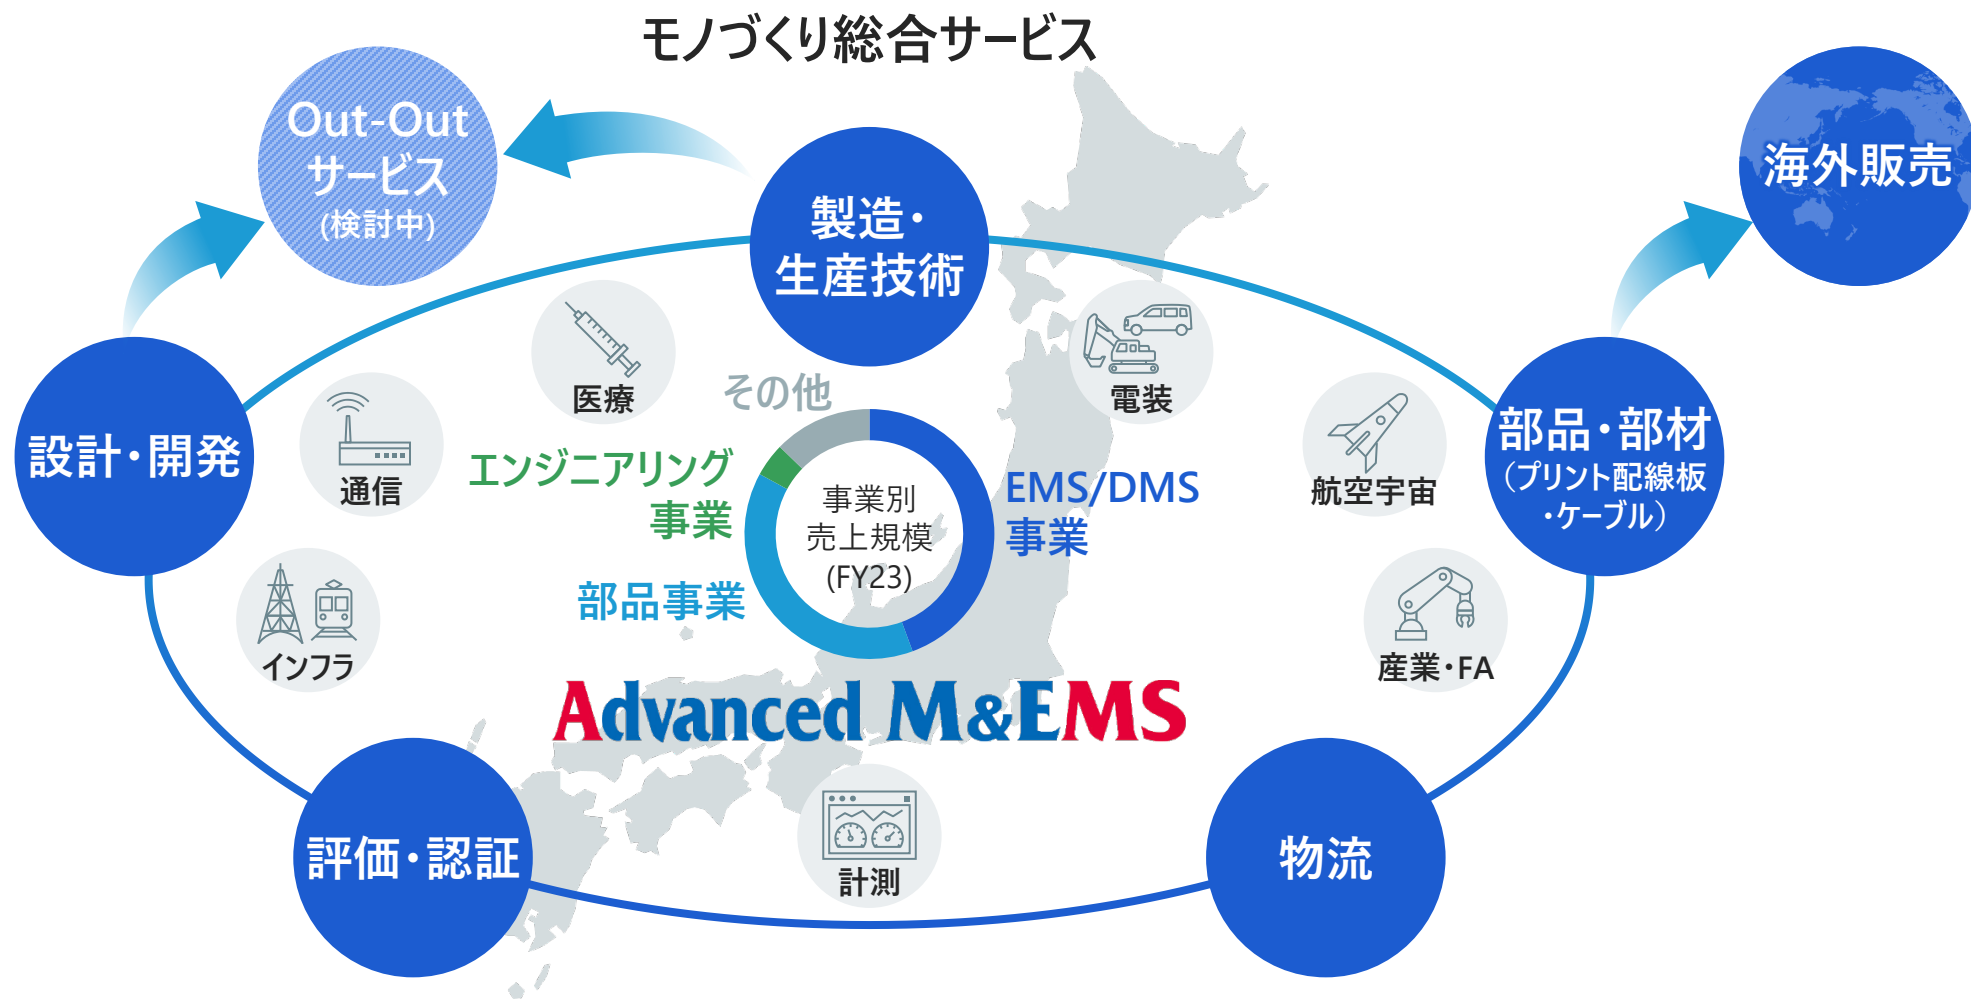 モノづくり総合サービス
Out-Out
サービス
(検討中)
海外販売
製造・
生産技術
設計・開発
通信
医療
電装
航空宇宙
部品・部材
（プリント配線板
・ケーブル）
その他
エンジニアリング
事業
事業別
売上規模
(FY23)
EMS/DMS
事業
部品事業
インフラ
産業・FA
Advanced M&EMS
計測
評価・認証
物流